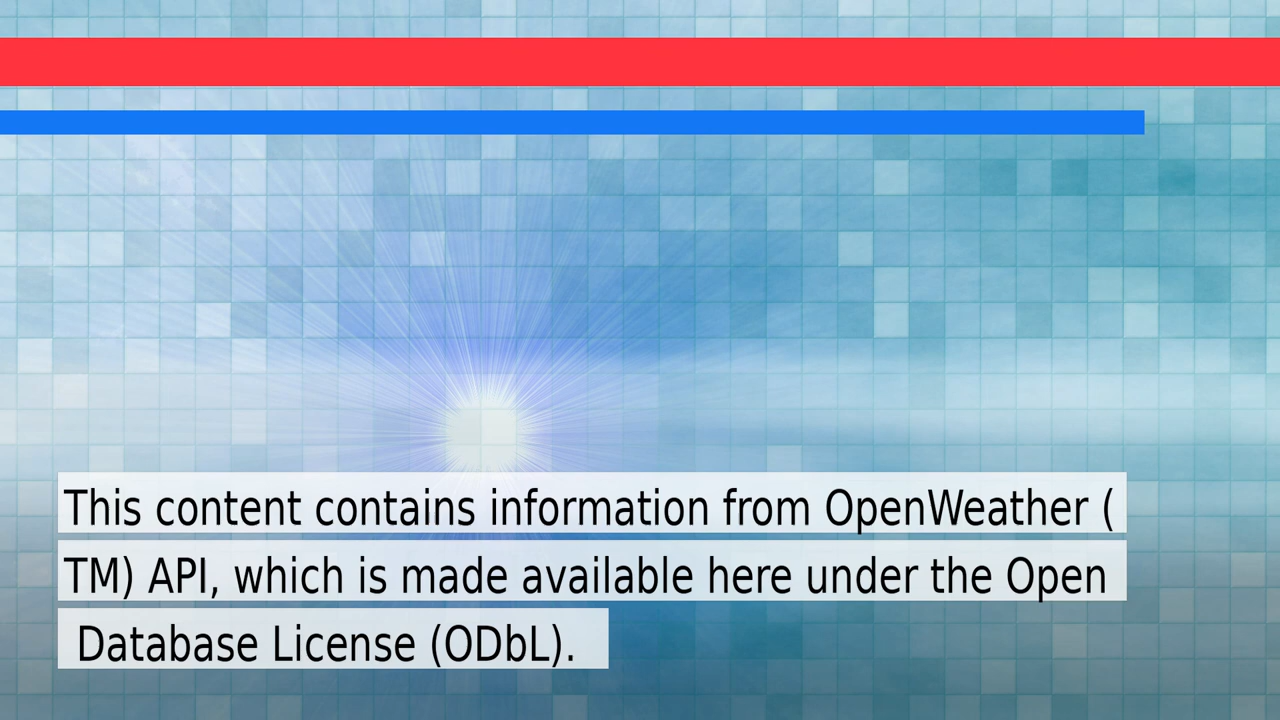 This content contains information from OpenWeather (
TM) API, which is made available here under the Open
Database License (ODbL).